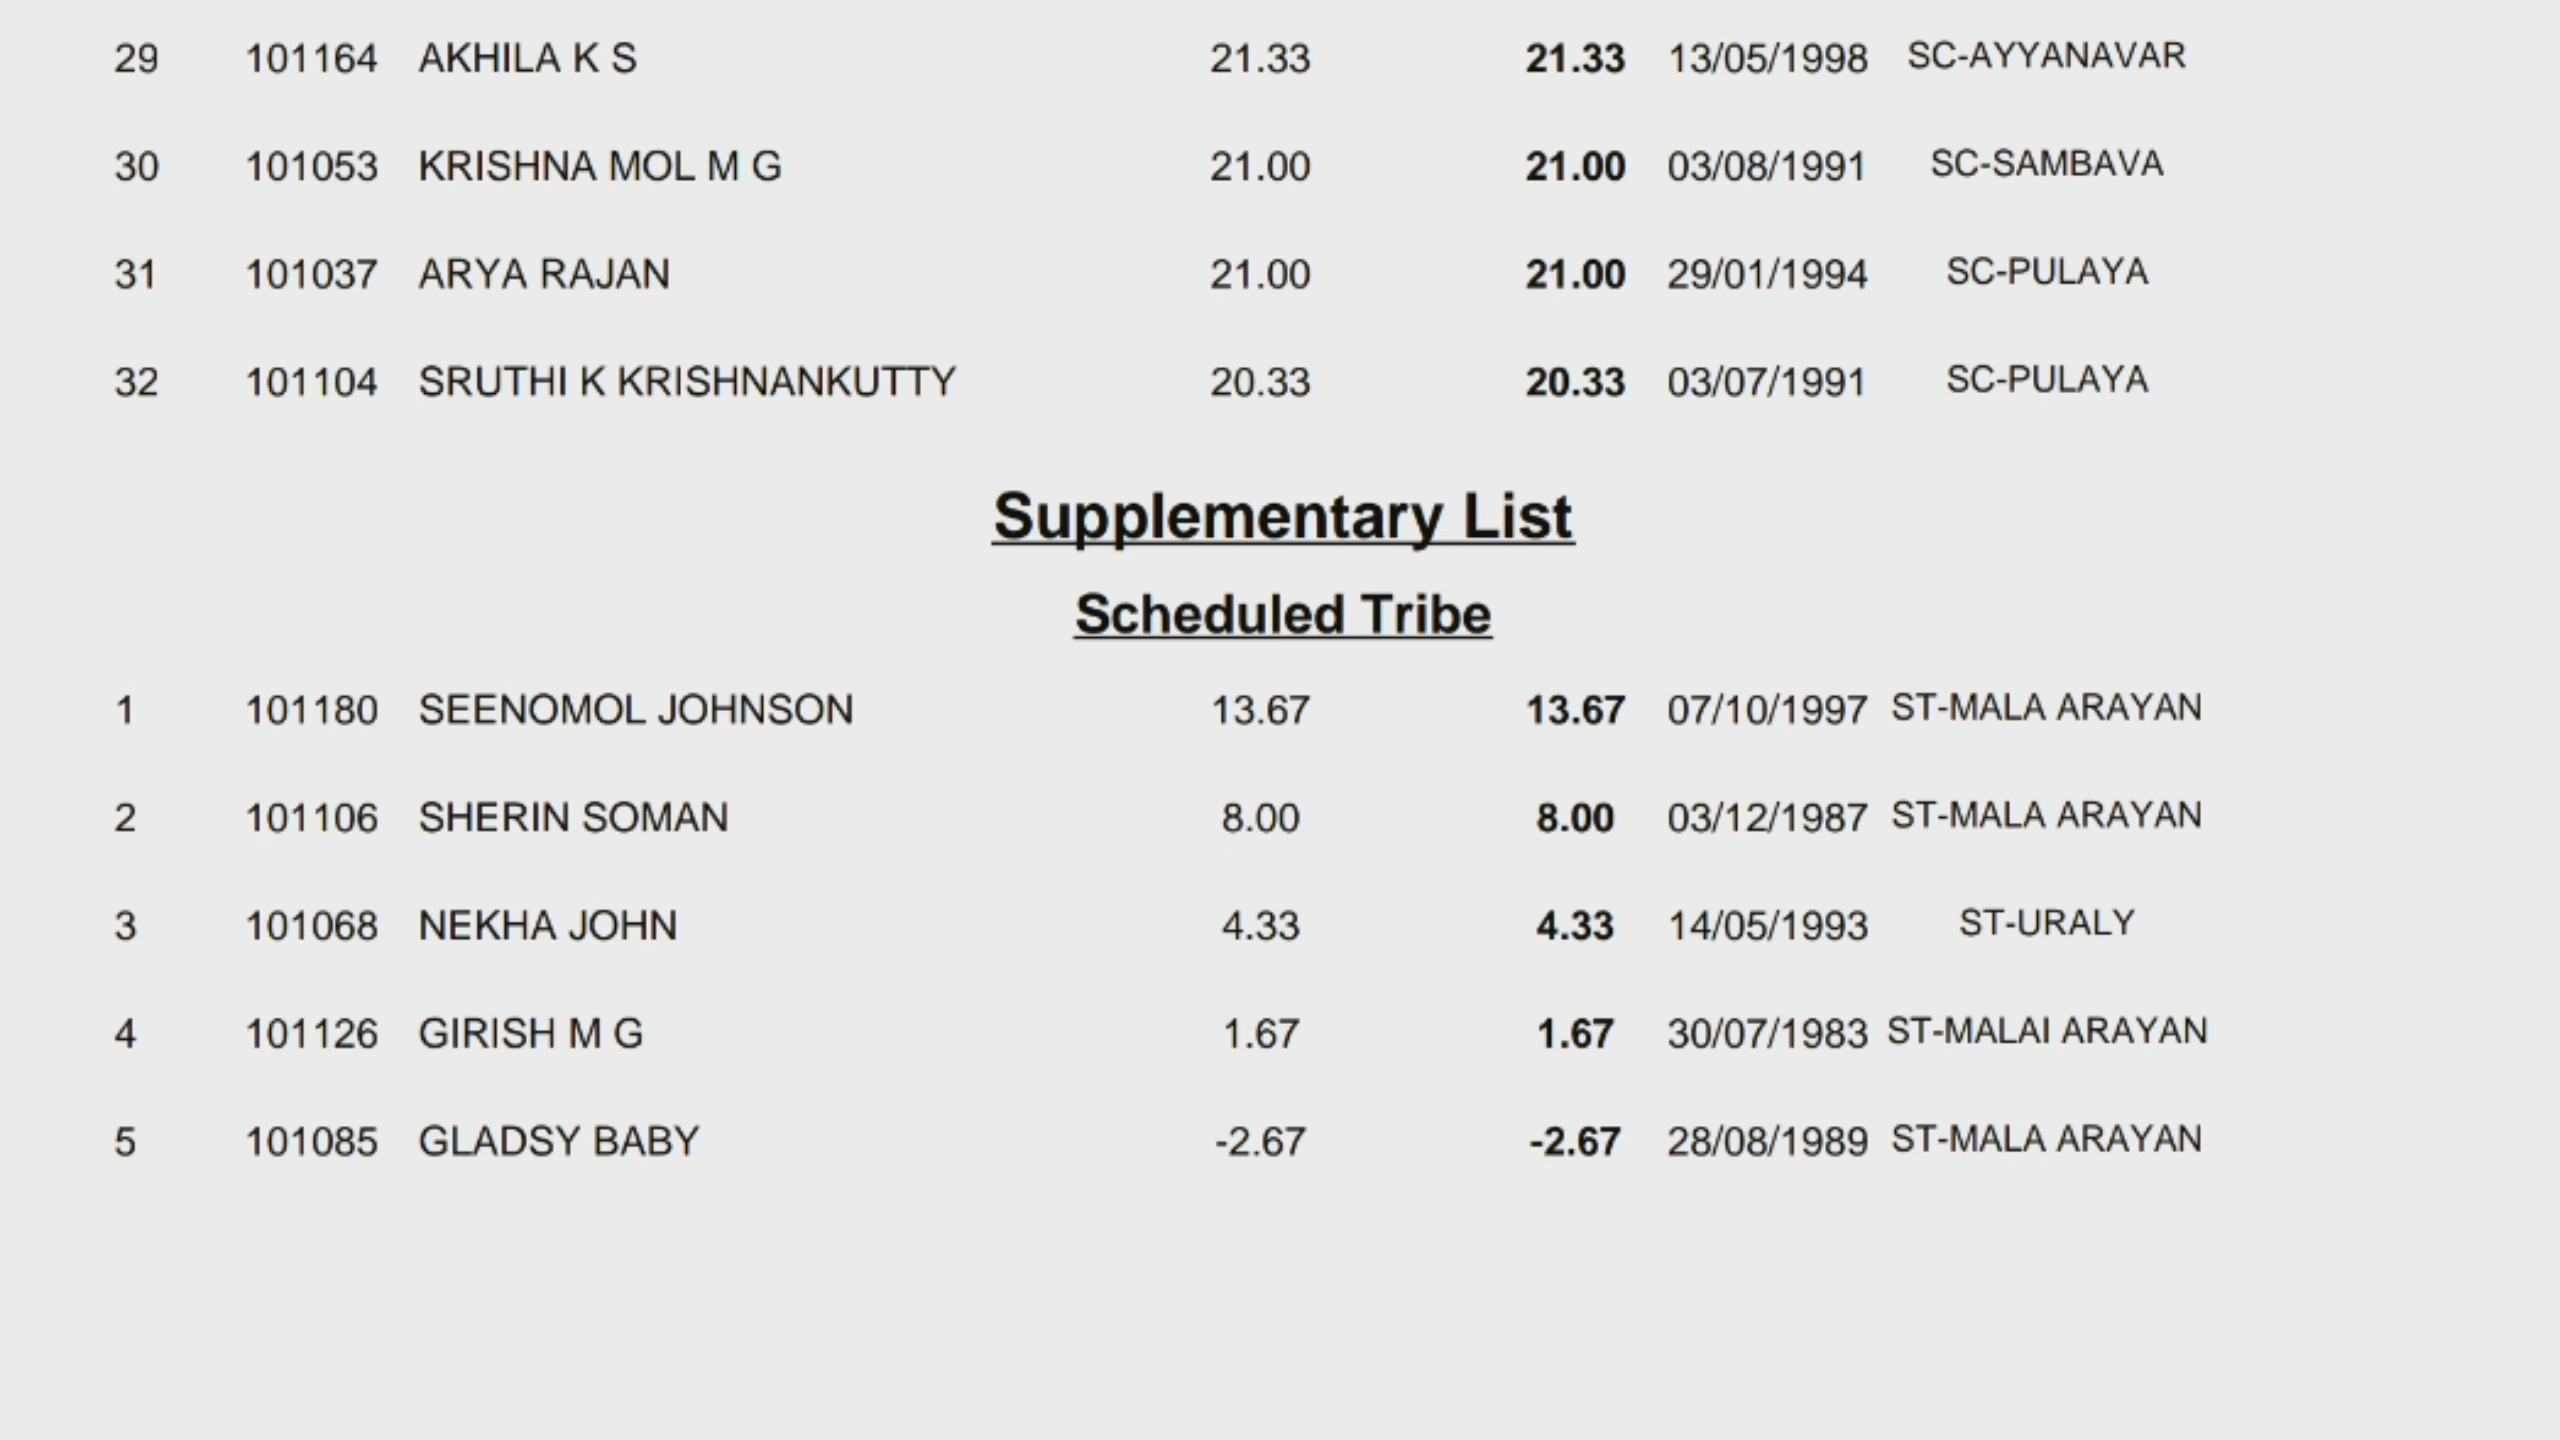 29 101164 AKHILA K S 21.33 21.33 13/05/1998 SC-AYYANAVAR
30 101053 KRISHNA MOL M G 21.00 21.00 03/08/1991 SC-SAMBAVA
31 101037 ARYA RAJAN 21.00 21.00 29/01/1994 SC-PULAYA
32 101104 SRUTHI K KRISHNANKUTTY 20.33 20.33 03/07/1991 SC-PULAYA
Supplementary List
Scheduled Tribe
1 101180 SEENOMOL JOHNSON 13.67 13.67 07/10/1997 ST-MALA ARAYAN
2 101106 SHERIN SOMAN 8.00 8.00 03/12/1987 ST-MALA ARAYAN
3 101068 NEKHA JOHN 4.33 4.33 14/05/1993 ST-URALY
4 101126 GIRISH M G 1.67 1.67 30/07/1983 ST-MALAI ARAYAN
5 101085 GLADSY BABY -2.67 -2.67 28/08/1989 ST-MALA ARAYAN